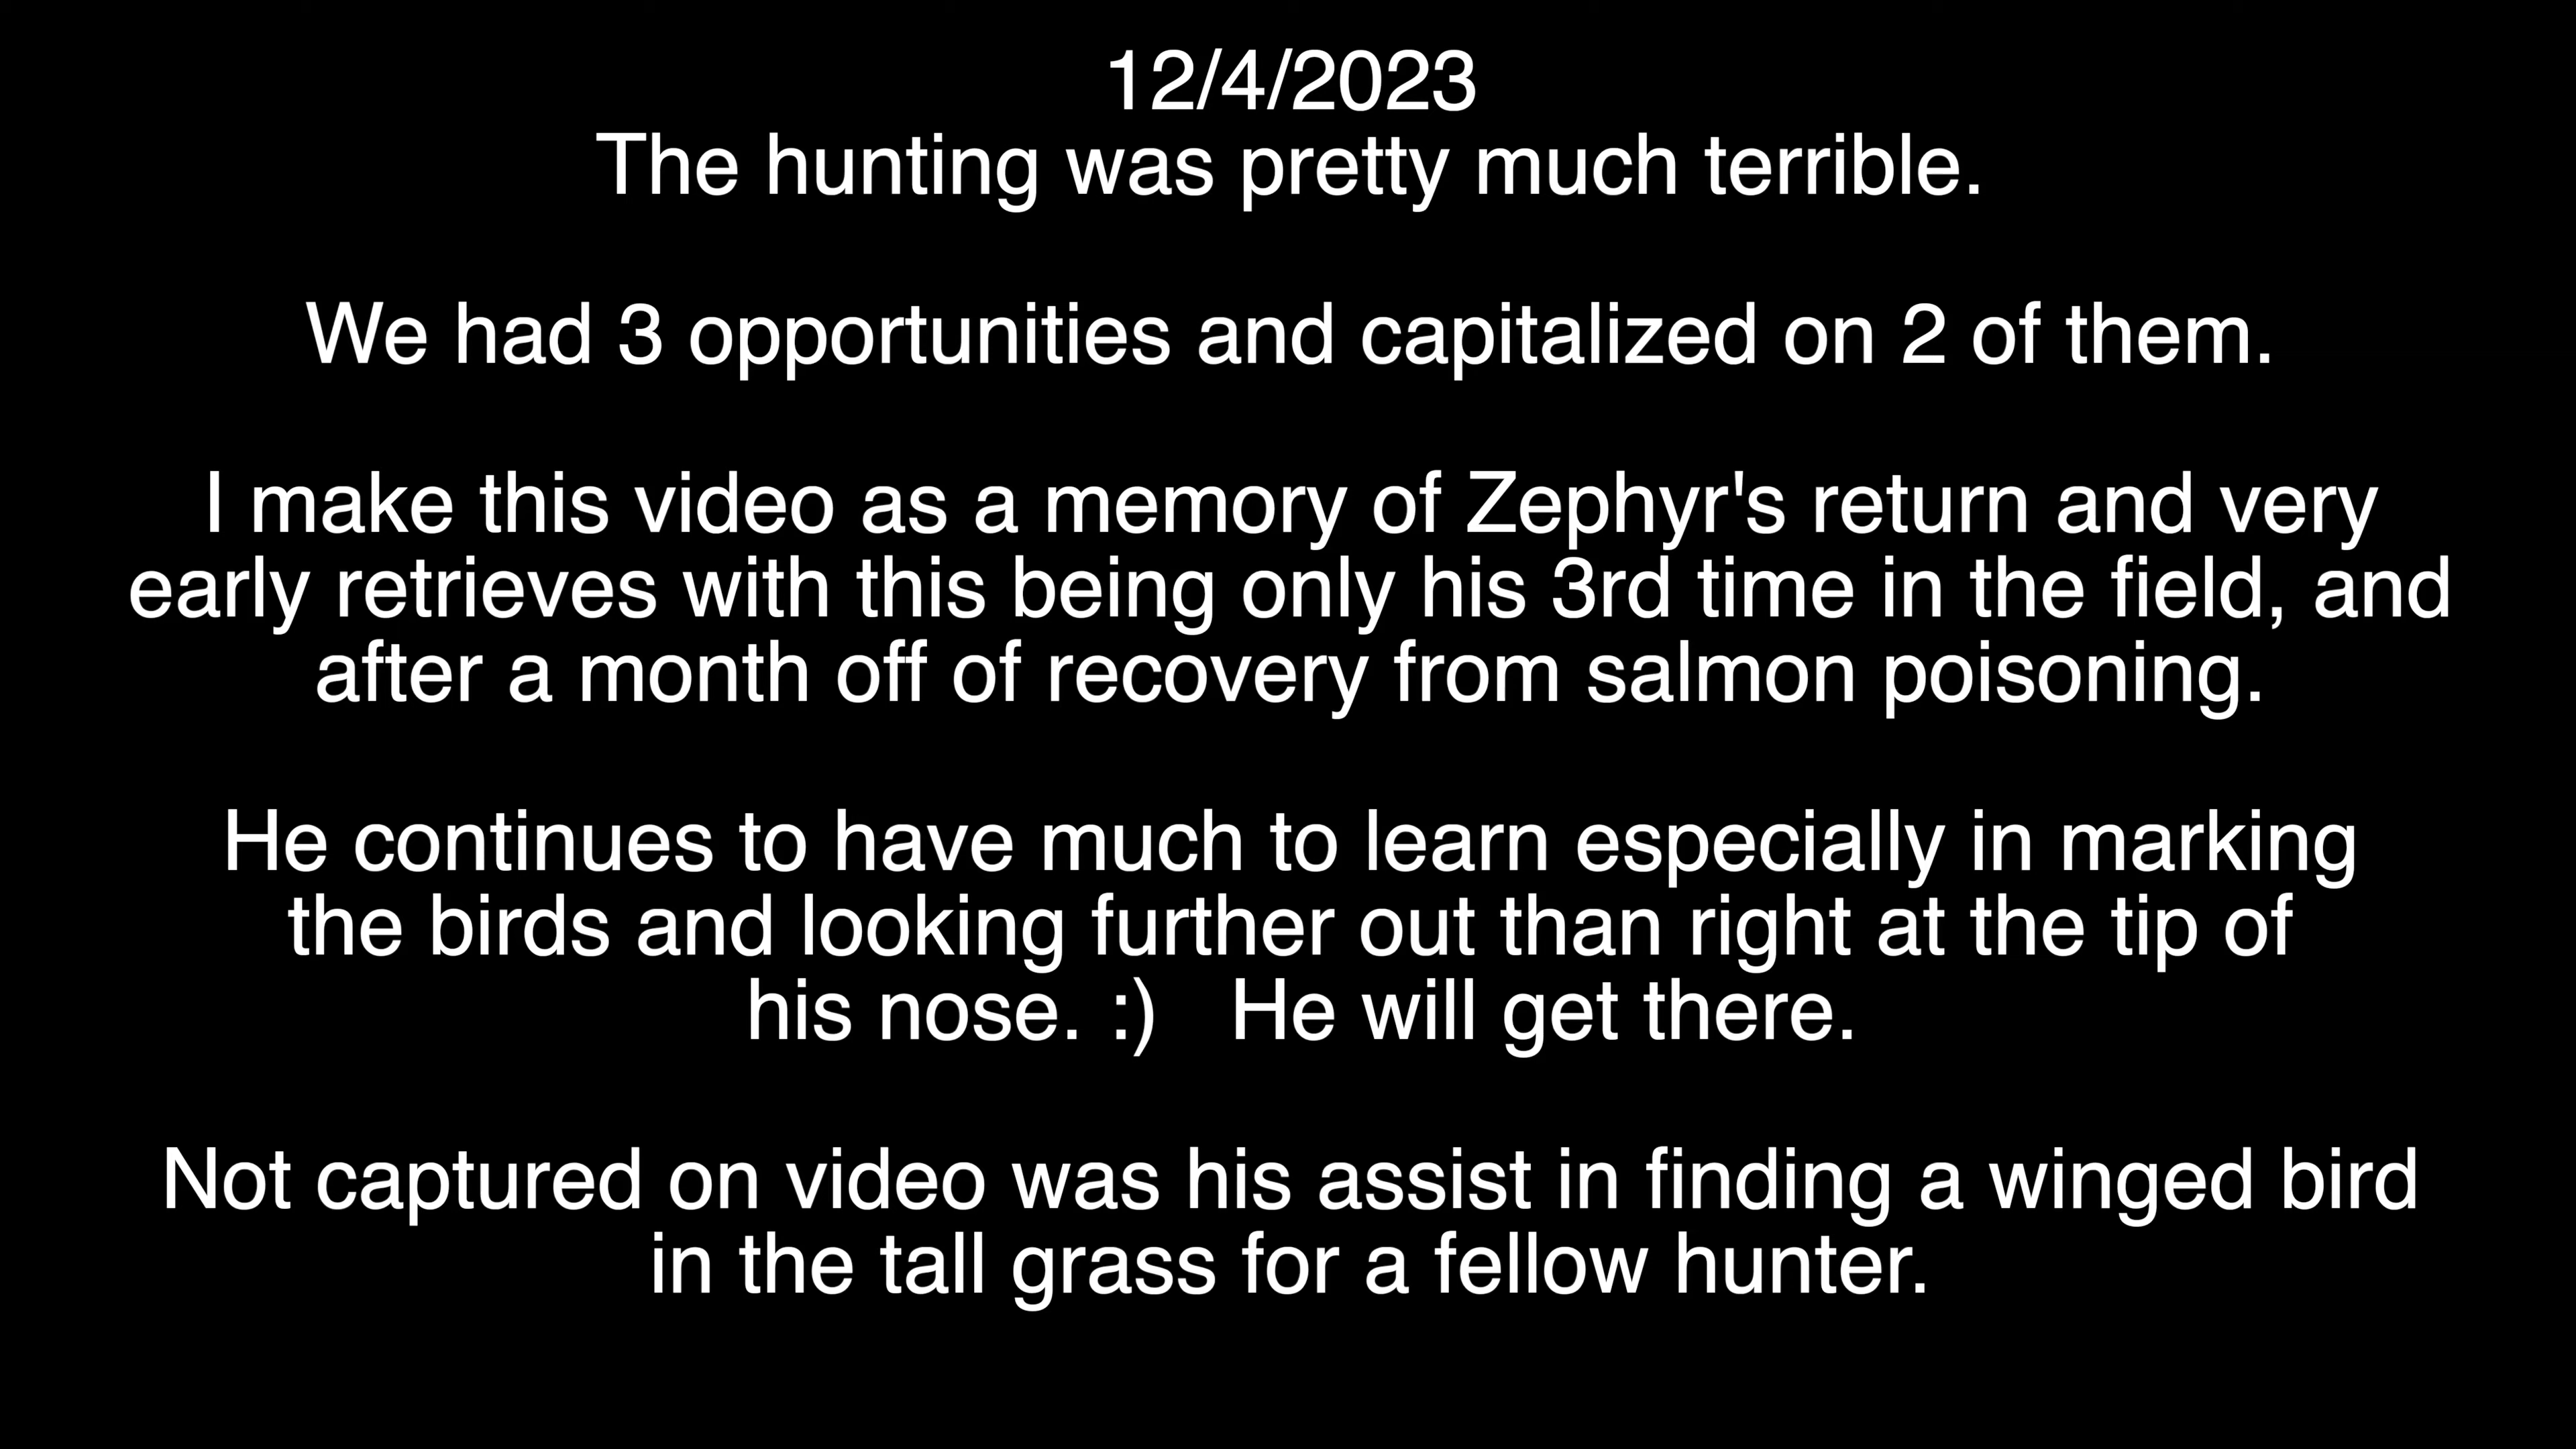 12/4/2023
The hunting was pretty much terrible.
We had 3 opportunities and capitalized on 2 of them.
I make this video as a memory of Zephyr's return and very
early retrieves with this being only his 3rd time in the field, and
after a month off of recovery from salmon poisoning.
He continues to have much to learn especially in marking
the birds and looking further out than right at the tip of
his nose. :)   He will get there.
Not captured on video was his assist in finding a winged bird
in the tall grass for a fellow hunter.